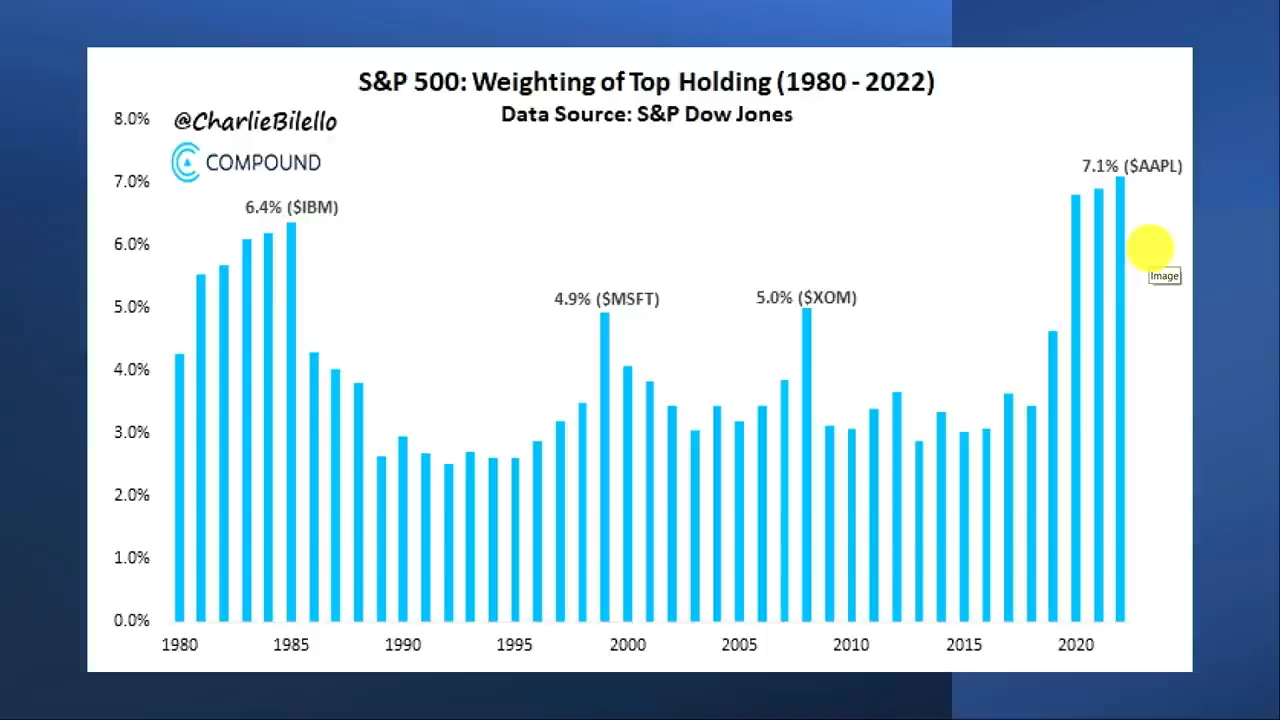 S&P 500: Weighting of Top Holding (1980 - 2022)
Data Source: S&P Dow Jones
@CharlieBilello
COMPOUND
8.0%
7.0%
6.0%
5.0%
4.0%
3.0%
2.0%
1.0%
0.0%
6.4% ($IBM)
4.9% ($MSFT)
5.0% ($XOM)
7.1% ($AAPL)
Image
1980 1985 1990 1995 2000 2005 2010 2015 2020